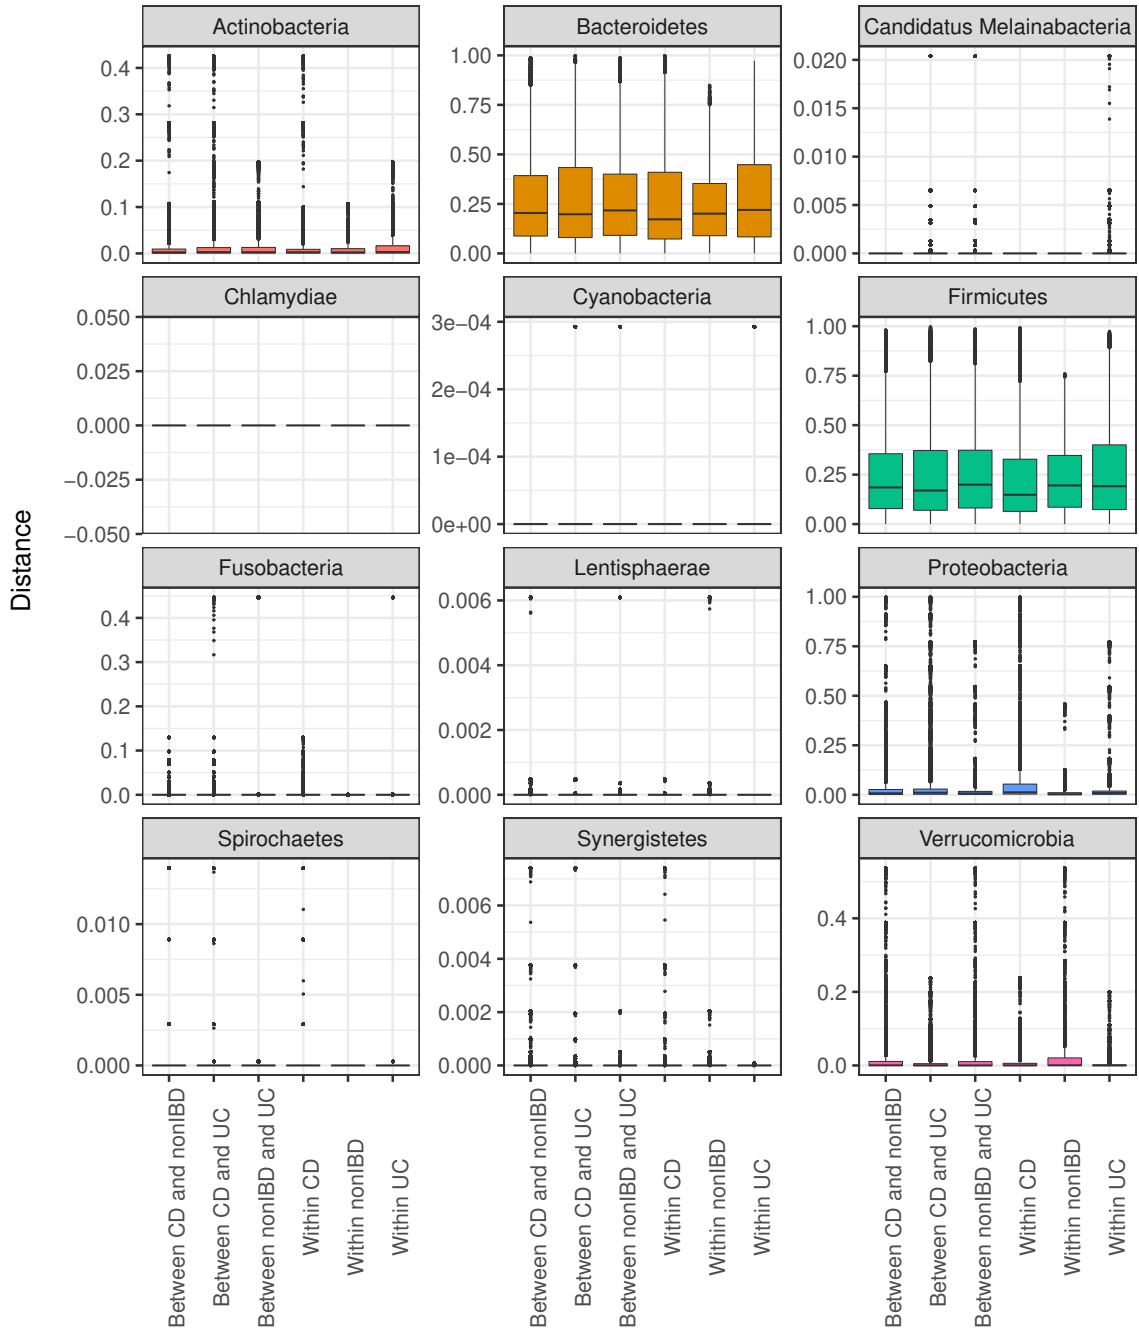 Actinobacteria
Bacteroidetes
Candidatus Melainabacteria
0.4
0.3
0.2
0.1
0.0
1.00
0.75
0.50
0.25
0.00
0.020
0.015
0.010
0.005
0.000
Chlamydiae
Cyanobacteria
Firmicutes
0.050
0.025
0.000
−0.025
−0.050
3e−04
2e−04
1e−04
0e+00
1.00
0.75
0.50
0.25
0.00
Distance
Fusobacteria
Lentisphaerae
Proteobacteria
0.4
0.3
0.2
0.1
0.0
0.006
0.004
0.002
0.000
1.00
0.75
0.50
0.25
0.00
Spirochaetes
Synergistetes
Verrucomicrobia
0.010
0.005
0.000
0.006
0.004
0.002
0.000
0.4
0.2
0.0
Between CD and nonIBD
Between CD and UC
Between nonIBD and UC
Within CD
Within nonIBD
Within UC
Between CD and nonIBD
Between CD and UC
Between nonIBD and UC
Within CD
Within nonIBD
Within UC
Between CD and nonIBD
Between CD and UC
Between nonIBD and UC
Within CD
Within nonIBD
Within UC